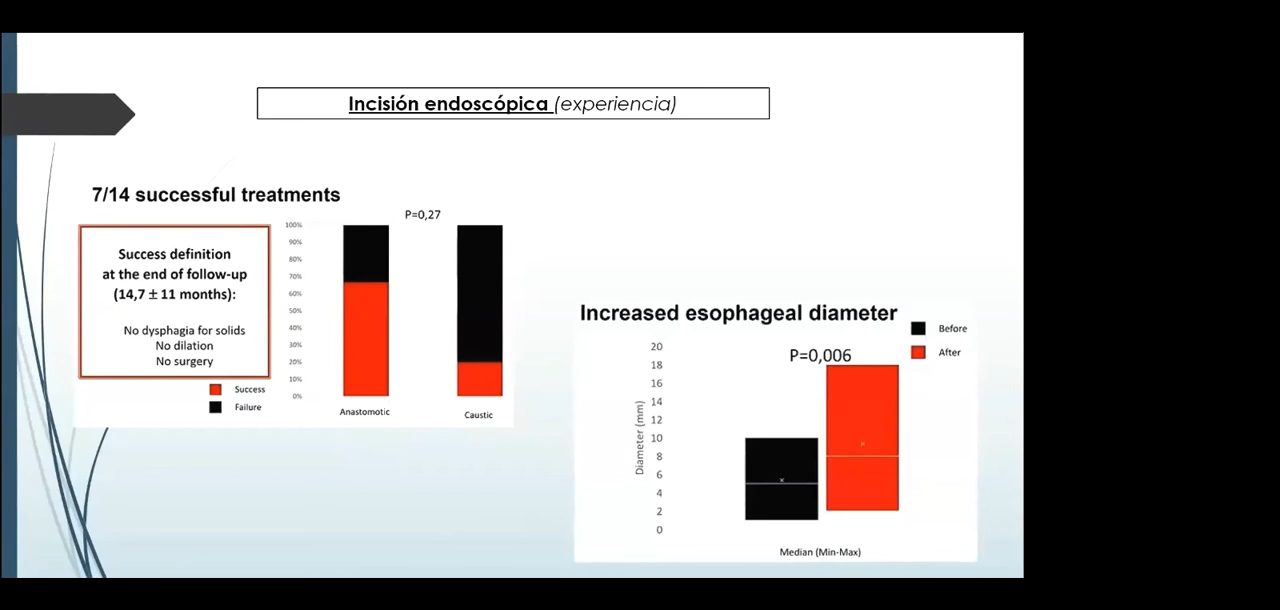 Incisión endoscópica (experiencia)
7/14 successful treatments
P=0,27
Success definition
at the end of follow-up
(14,7 ± 11 months):
No dysphagia for solids
No dilation
No surgery
Success
Failure
100%
90%
80%
70%
60%
50%
40%
30%
20%
10%
0%
Anastomotic
Caustic
Increased esophageal diameter
Before
After
P=0,006
Diameter (mm)
20
18
16
14
12
10
8
6
4
2
0
Median (Min-Max)